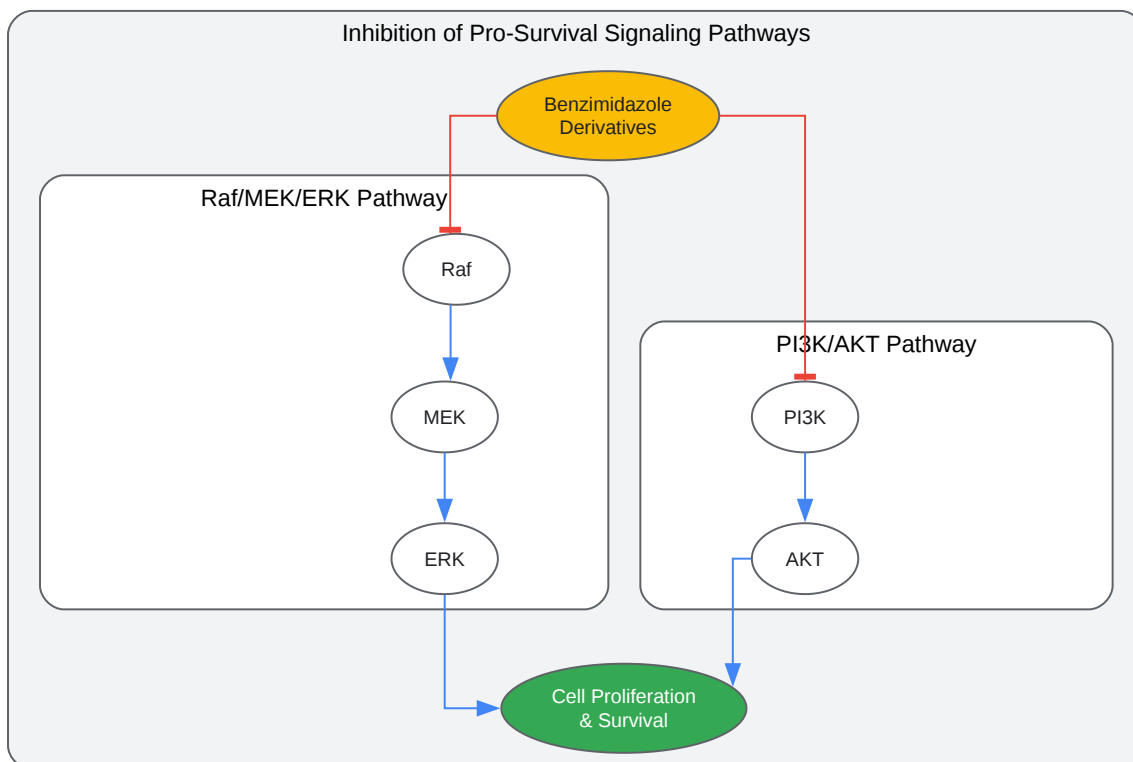 Inhibition of Pro-Survival Signaling Pathways
Benzimidazole
Derivatives
Raf/MEK/ERK Pathway
Raf
MEK
ERK
PI3K/AKT Pathway
PI3K
AKT
Cell Proliferation
& Survival